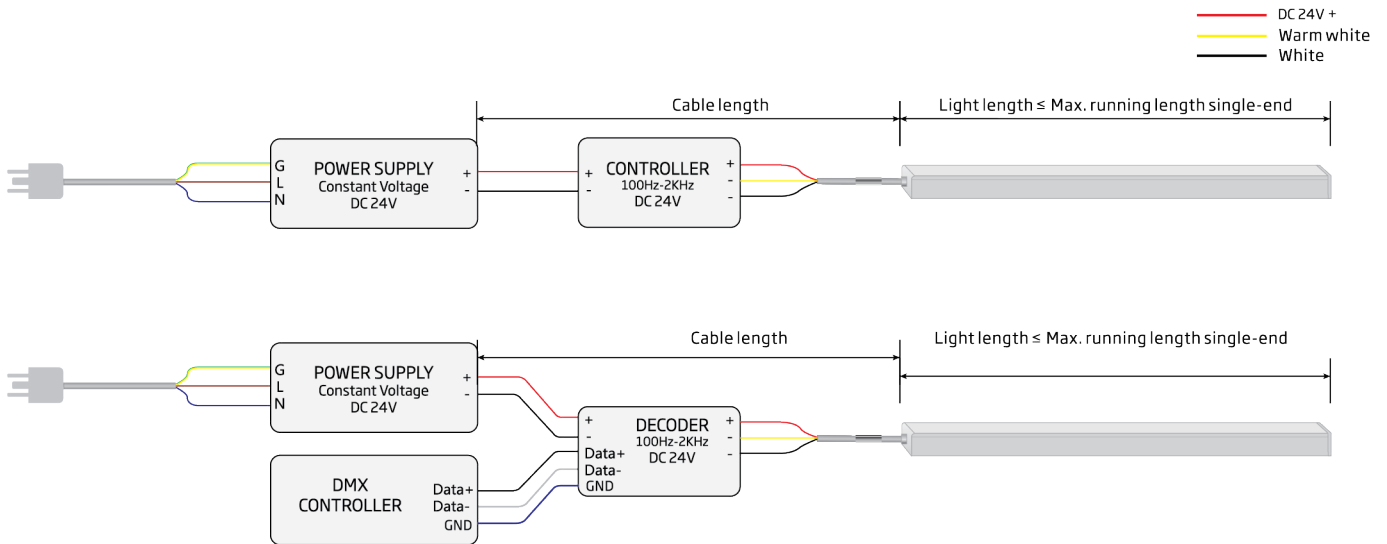 DC 24V +
Warm white
White
Cable length
Light length ≤ Max. running length single-end
G
L
N
POWER SUPPLY
Constant Voltage
DC 24V
+
-
+
-
CONTROLLER
100Hz-2KHz
DC 24V
+
-
-
Cable length
Light length ≤ Max. running length single-end
G
L
N
POWER SUPPLY
Constant Voltage
DC 24V
+
-
+
-
Data+
Data-
GND
DECODER
100Hz-2KHz
DC 24V
+
-
-
DMX
CONTROLLER
Data+
Data-
GND